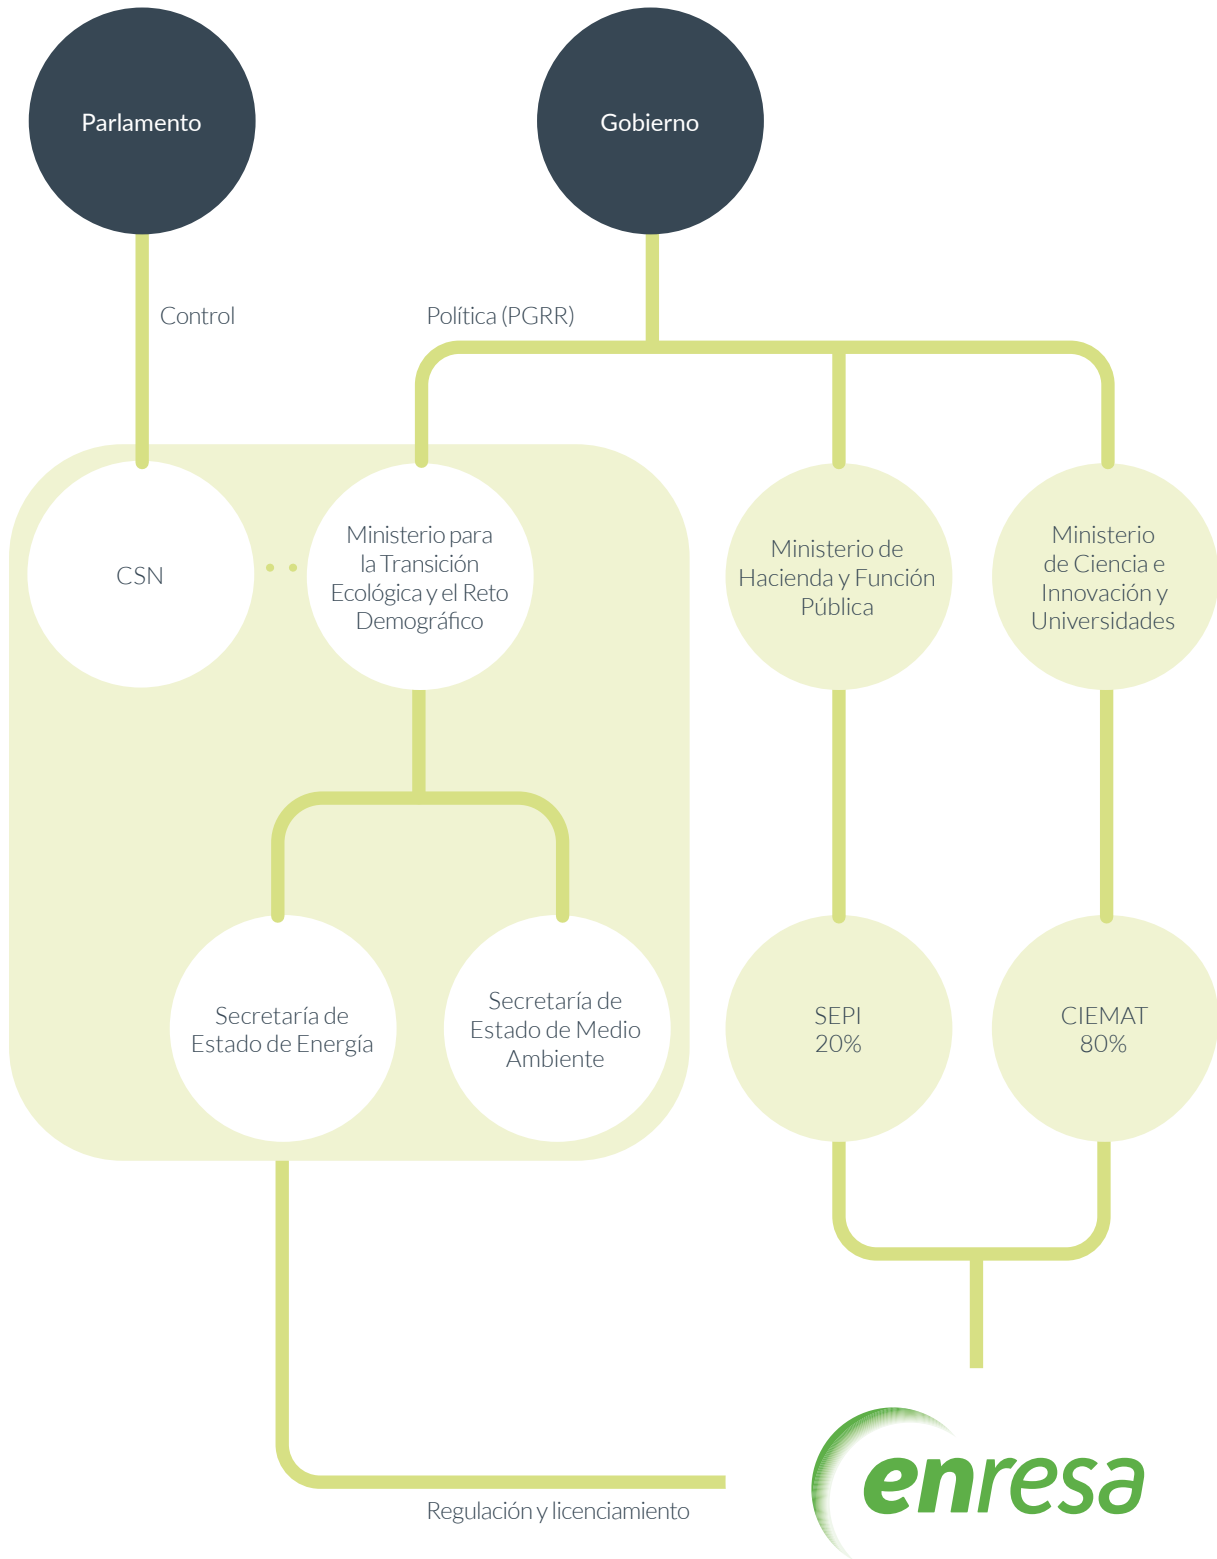 Parlamento
Gobierno
Control
Política (PGRR)
CSN
Ministerio para
la Transición
Ecológica y el Reto
Demográfico
Ministerio de
Hacienda y Función
Pública
Ministerio
de Ciencia e
Innovación y
Universidades
Secretaría de
Estado de Energía
Secretaría de
Estado de Medio
Ambiente
SEPI
20%
CIEMAT
80%
Regulación y licenciamiento
enresa